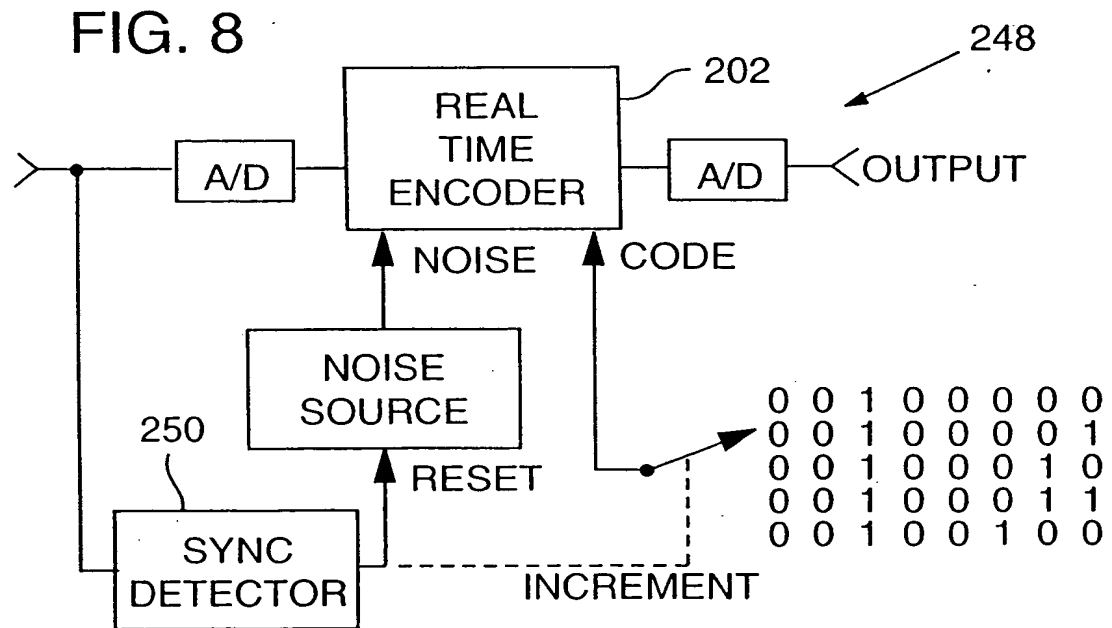 FIG. 8
248
202
REAL
TIME
ENCODER
A/D
A/D
OUTPUT
NOISE
CODE
NOISE
SOURCE
250
RESET
SYNC
DETECTOR
INCREMENT
0 0 1 0 0 0 0 0
0 0 1 0 0 0 0 1
0 0 1 0 0 0 1 0
0 0 1 0 0 0 1 1
0 0 1 0 0 1 0 0